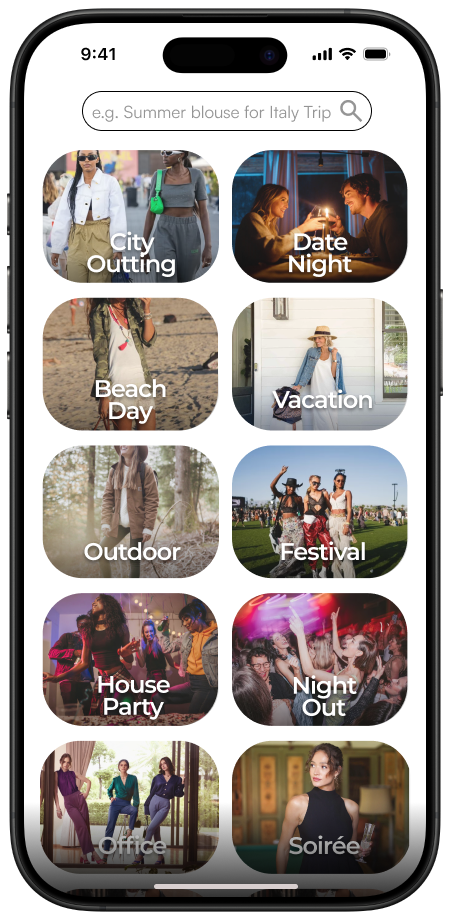 9:41
e.g. Summer blouse for Italy Trip
City
Outting
Date
Night
Beach
Day
Vacation
Outdoor
Festival
House
Party
Night
Out
Office
Soirée